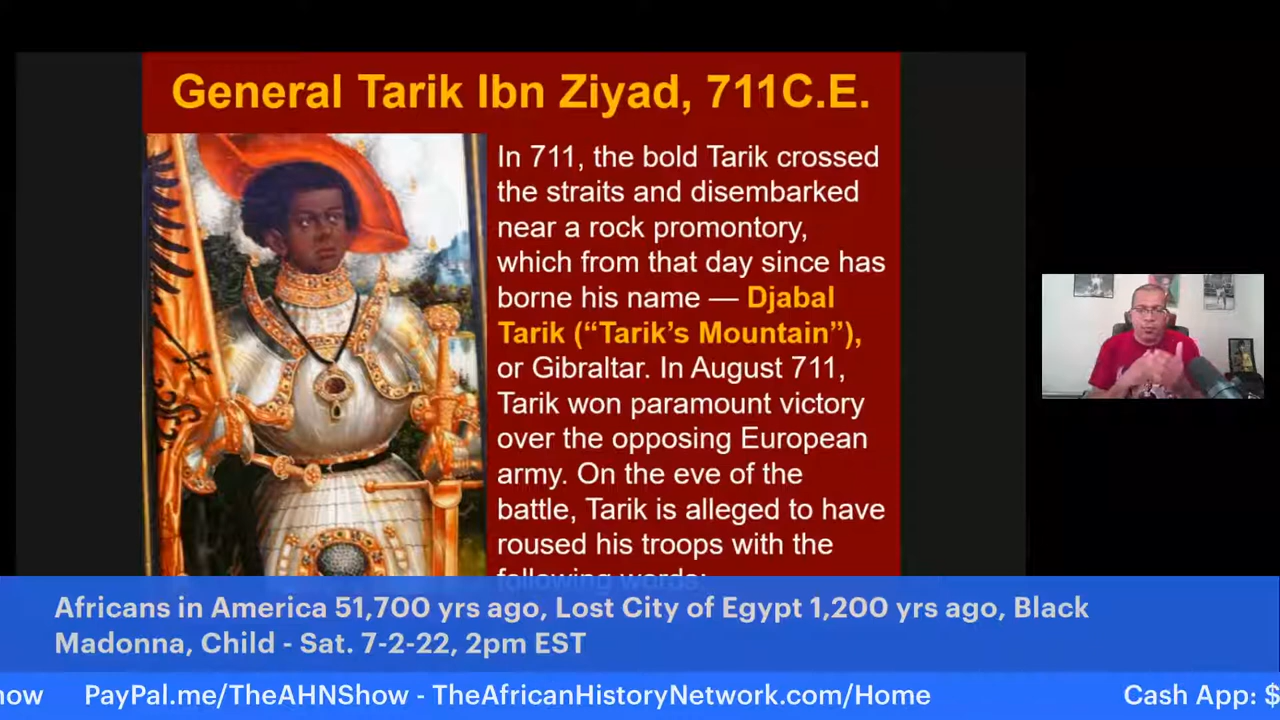 General Tarik Ibn Ziyad, 711C.E.
In 711, the bold Tarik crossed
the straits and disembarked
near a rock promontory,
which from that day since has
borne his name — Djabal
Tarik (“Tarik’s Mountain”),
or Gibraltar. In August 711,
Tarik won paramount victory
over the opposing European
army. On the eve of the
battle, Tarik is alleged to have
roused his troops with the
following words:
Africans in America 51,700 yrs ago, Lost City of Egypt 1,200 yrs ago, Black
Madonna, Child - Sat. 7-2-22, 2pm EST
how PayPal.me/TheAHNShow - TheAfricanHistoryNetwork.com/Home Cash App: $